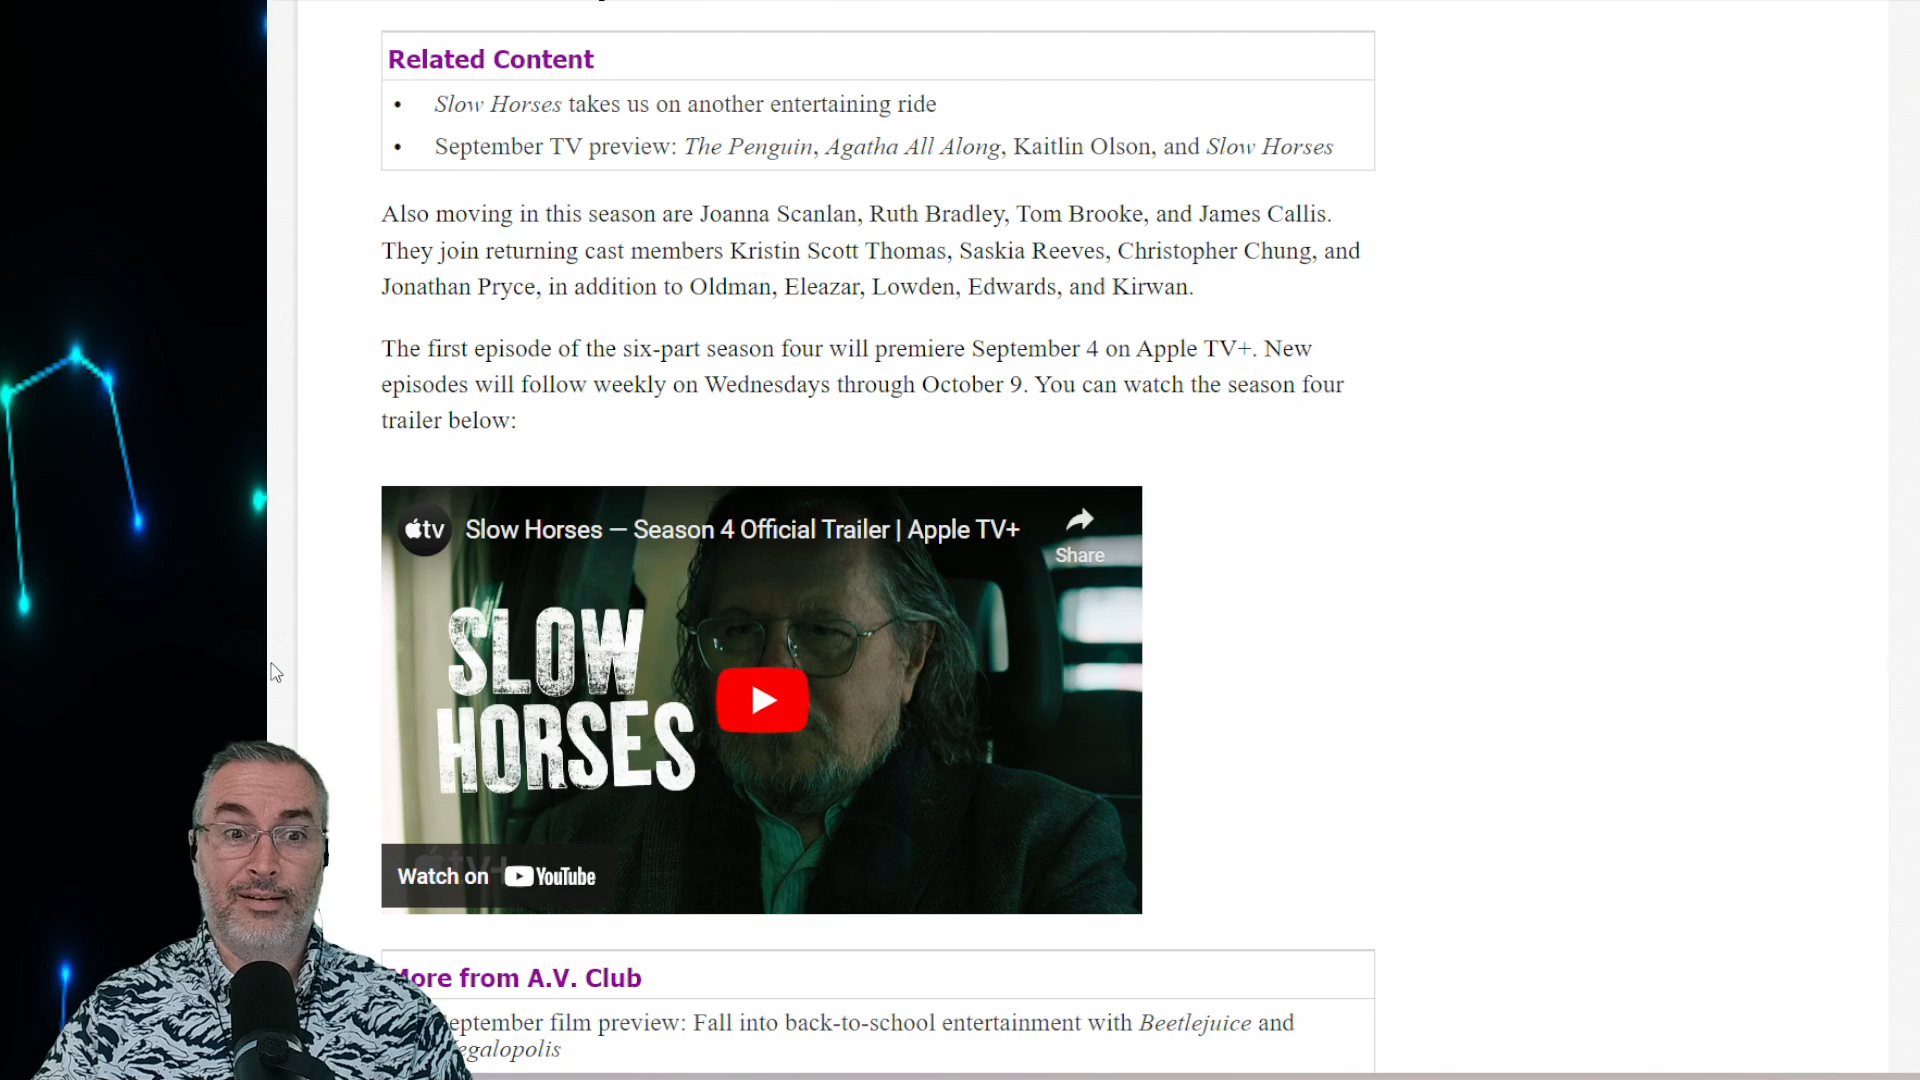 Related Content
• Slow Horses takes us on another entertaining ride
• September TV preview: The Penguin, Agatha All Along, Kaitlin Olson, and Slow Horses
Also moving in this season are Joanna Scanlan, Ruth Bradley, Tom Brooke, and James Callis.
They join returning cast members Kristin Scott Thomas, Saskia Reeves, Christopher Chung, and
Jonathan Pryce, in addition to Oldman, Eleazar, Lowden, Edwards, and Kirwan.
The first episode of the six-part season four will premiere September 4 on Apple TV+. New
episodes will follow weekly on Wednesdays through October 9. You can watch the season four
trailer below:
tv Slow Horses — Season 4 Official Trailer | Apple TV+
Share
SLOW
HORSES
Watch on YouTube
More from A.V. Club
eptember film preview: Fall into back-to-school entertainment with Beetlejuice and
egalopolis